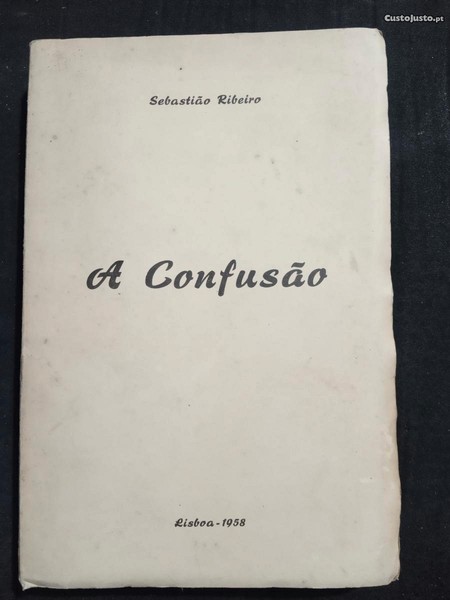 CustoJusto.pt
Sebastião Ribeiro
A Confusão
Lisboa - 1958